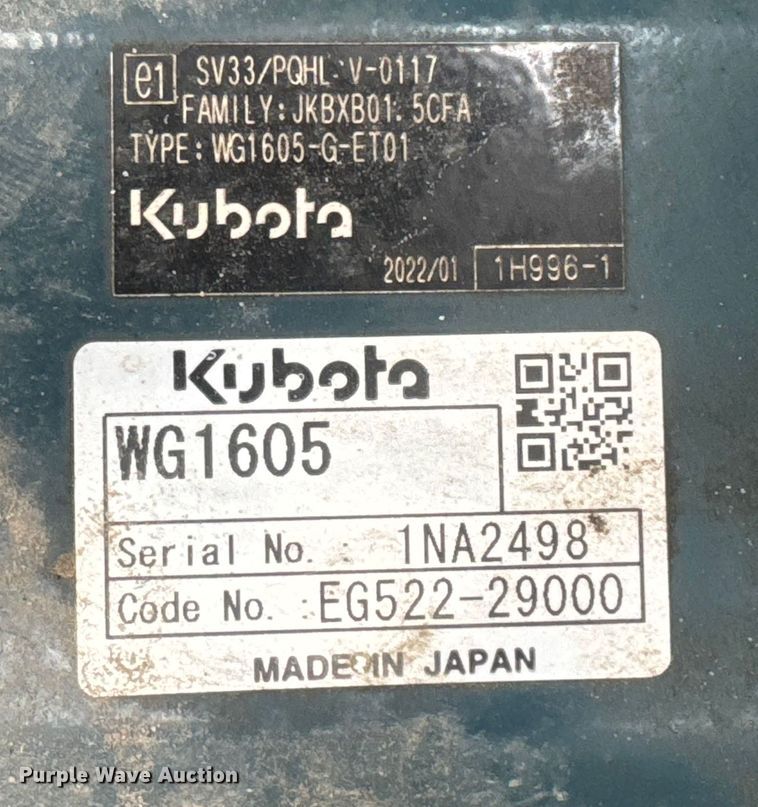 e1 SV33/PQHL V-0117
FAMILY:JKBXB01.5CFA
TYPE:WG1605-G-ET01
Kubota
2022/01 1H996-1
Kubota
WG1605
Serial No. : 1NA2498
Code No. :EG522-29000
MADE IN JAPAN
Purple Wave Auction